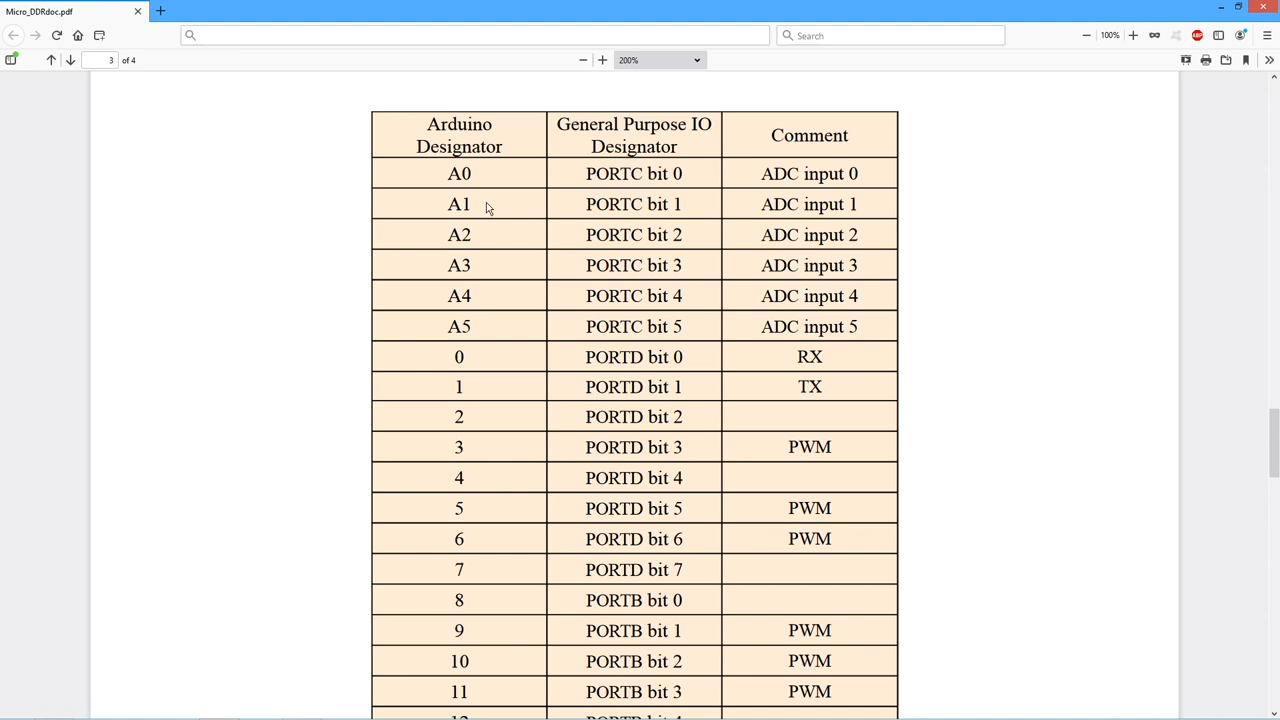 Micro_DDRdoc.pdf
Search
100%
ABP
3 of 4
200%
Arduino Designator General Purpose IO Designator Comment
A0 PORTC bit 0 ADC input 0
A1 PORTC bit 1 ADC input 1
A2 PORTC bit 2 ADC input 2
A3 PORTC bit 3 ADC input 3
A4 PORTC bit 4 ADC input 4
A5 PORTC bit 5 ADC input 5
0 PORTD bit 0 RX
1 PORTD bit 1 TX
2 PORTD bit 2
3 PORTD bit 3 PWM
4 PORTD bit 4
5 PORTD bit 5 PWM
6 PORTD bit 6 PWM
7 PORTD bit 7
8 PORTB bit 0
9 PORTB bit 1 PWM
10 PORTB bit 2 PWM
11 PORTB bit 3 PWM